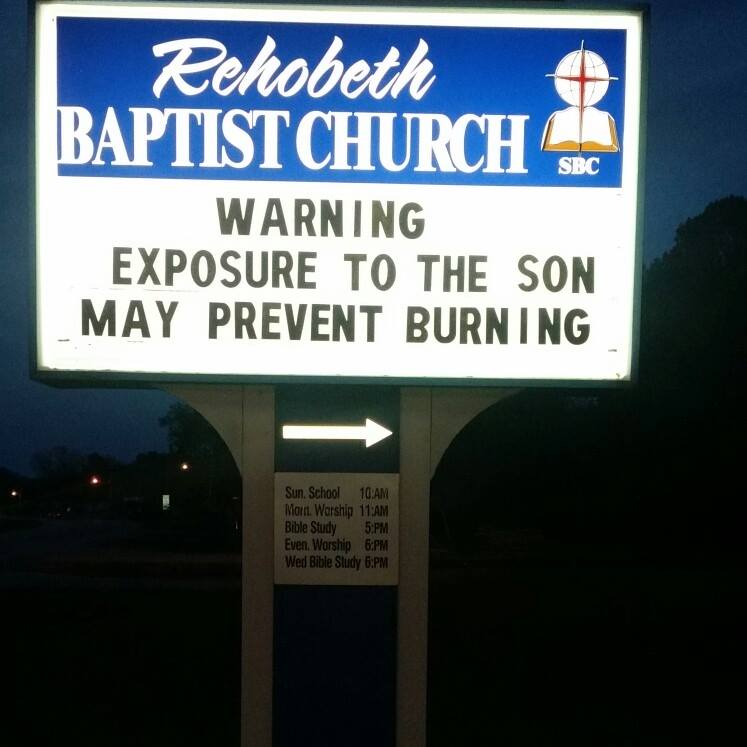 Rehobeth
BAPTIST CHURCH
SBC
WARNING
EXPOSURE TO THE SON
MAY PREVENT BURNING
Sun. School 10:AM
Morn. Worship 11:AM
Bible Study 5:PM
Even. Worship 6:PM
Wed Bible Study 6:PM